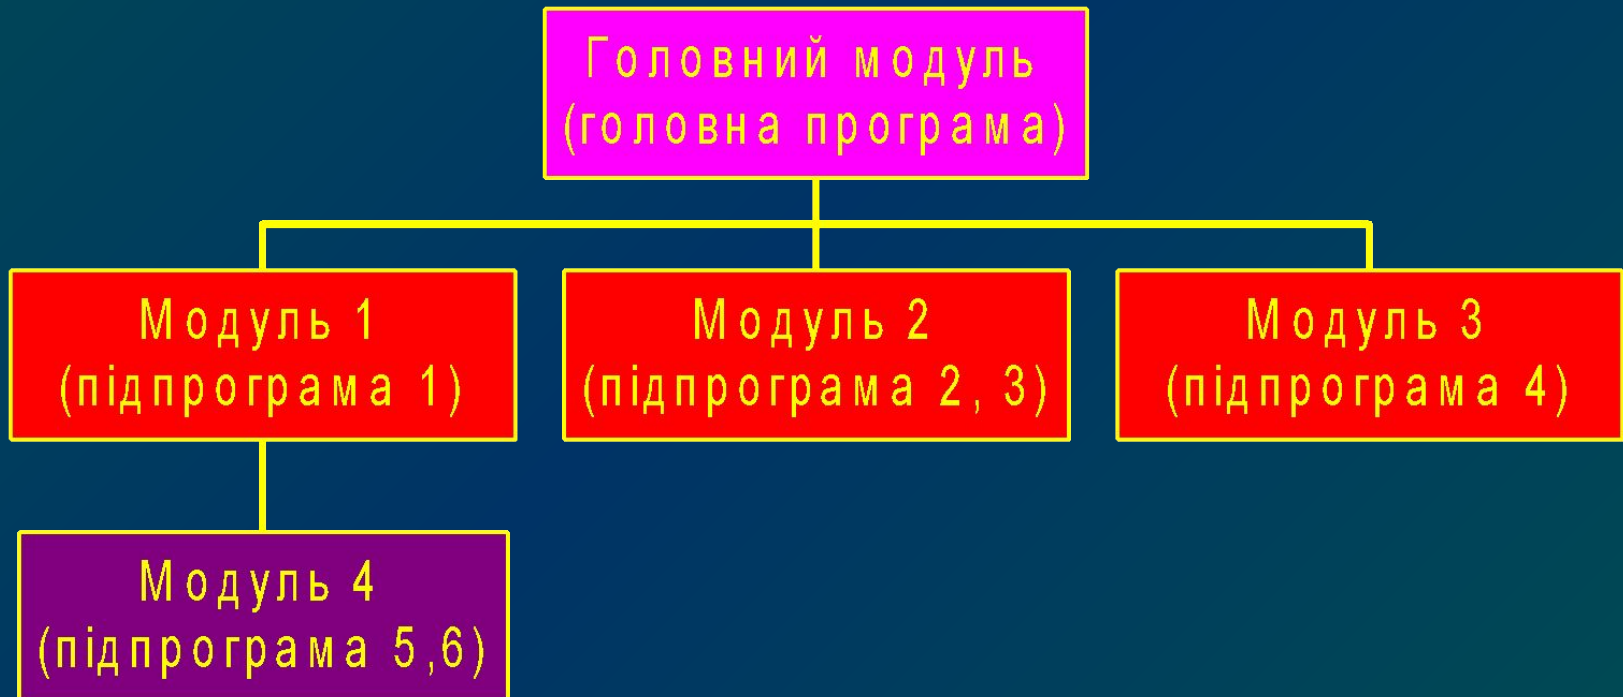 Головний модуль
(головна програма)
Модуль 1
(підпрограма 1)
Модуль 2
(підпрограма 2, 3)
Модуль 3
(підпрограма 4)
Модуль 4
(підпрограма 5,6)